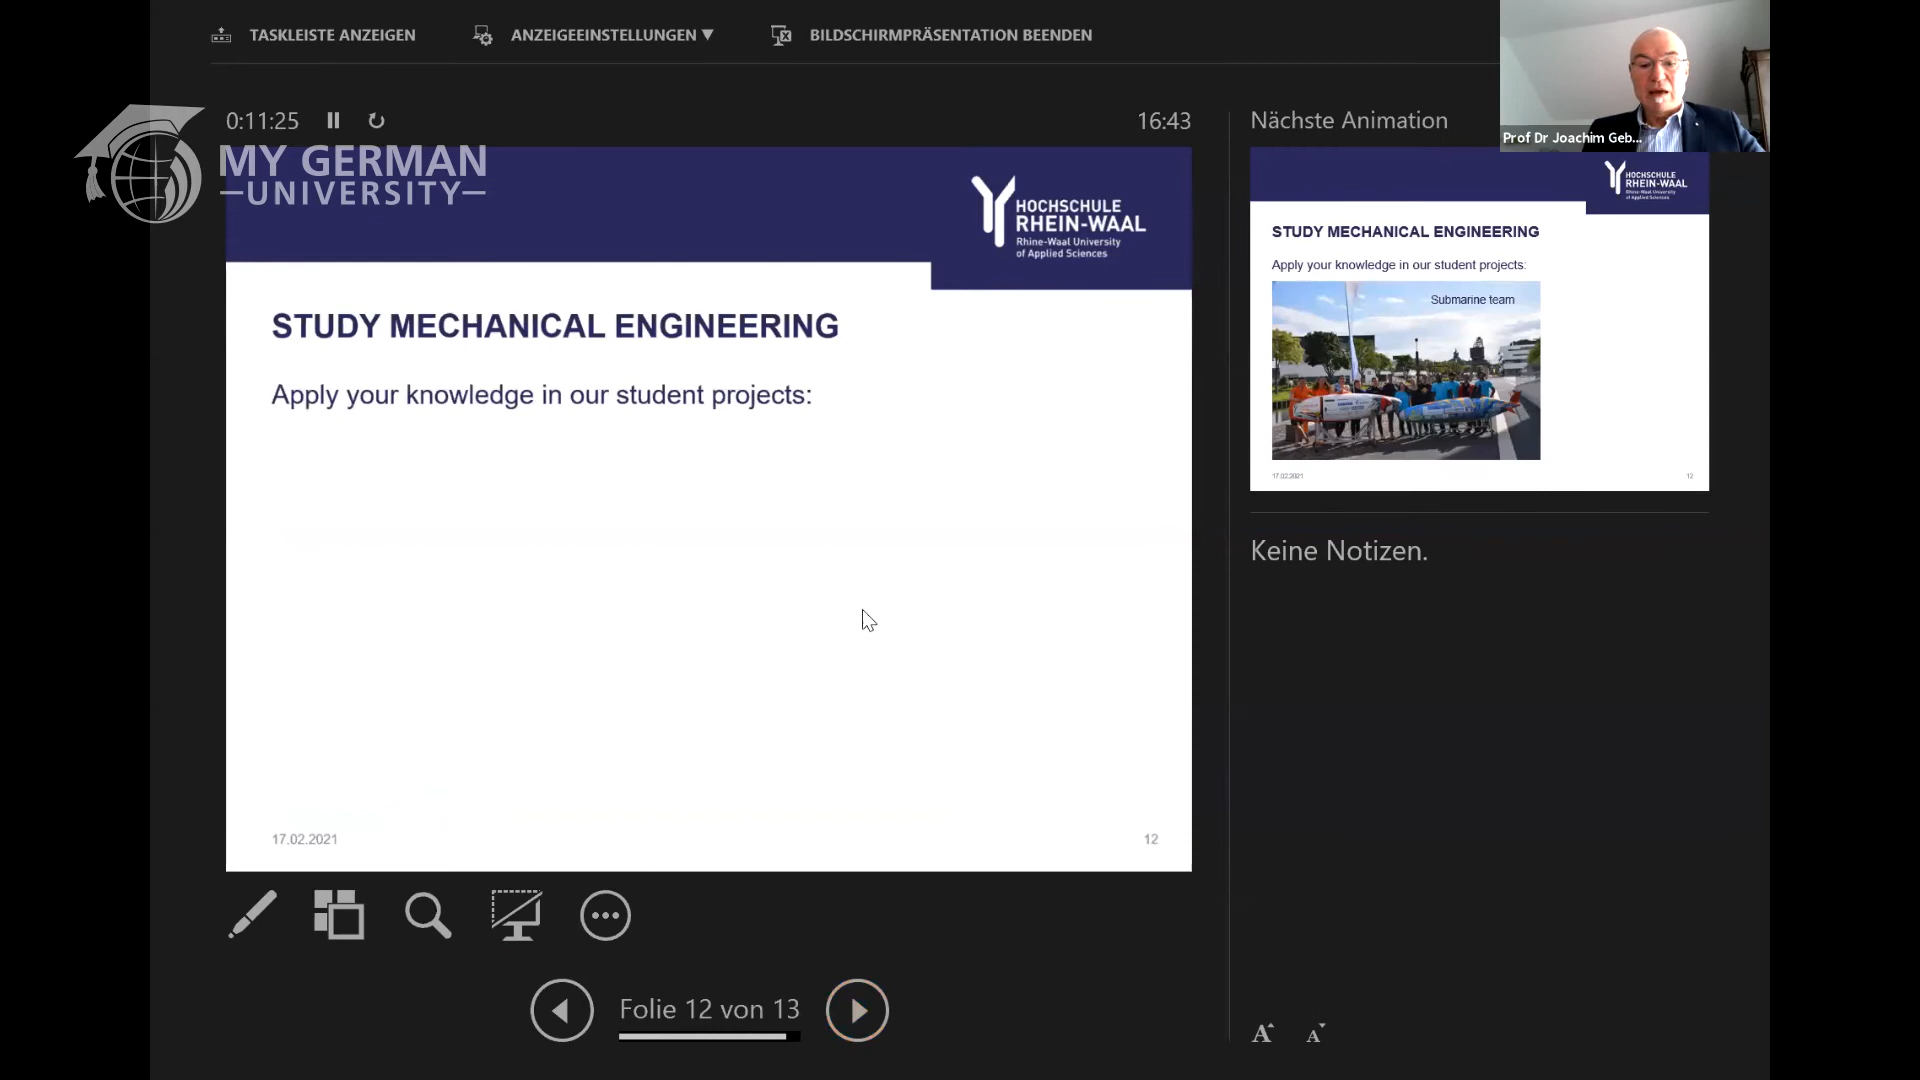 TASKLEISTE ANZEIGEN
ANZEIGEEINSTELLUNGEN ▼
BILDSCHIRMPRÄSENTATION BEENDEN
Prof Dr Joachim Geb...
0:11:25
16:43
MY GERMAN
UNIVERSITY
HOCHSCHULE
RHEIN-WAAL
Rhine-Waal University
of Applied Sciences
STUDY MECHANICAL ENGINEERING
Apply your knowledge in our student projects:
17.02.2021
12
Nächste Animation
HOCHSCHULE
RHEIN-WAAL
Rhine-Waal University
of Applied Sciences
STUDY MECHANICAL ENGINEERING
Apply your knowledge in our student projects:
Submarine team
17.02.2021
12
Keine Notizen.
Folie 12 von 13
A A